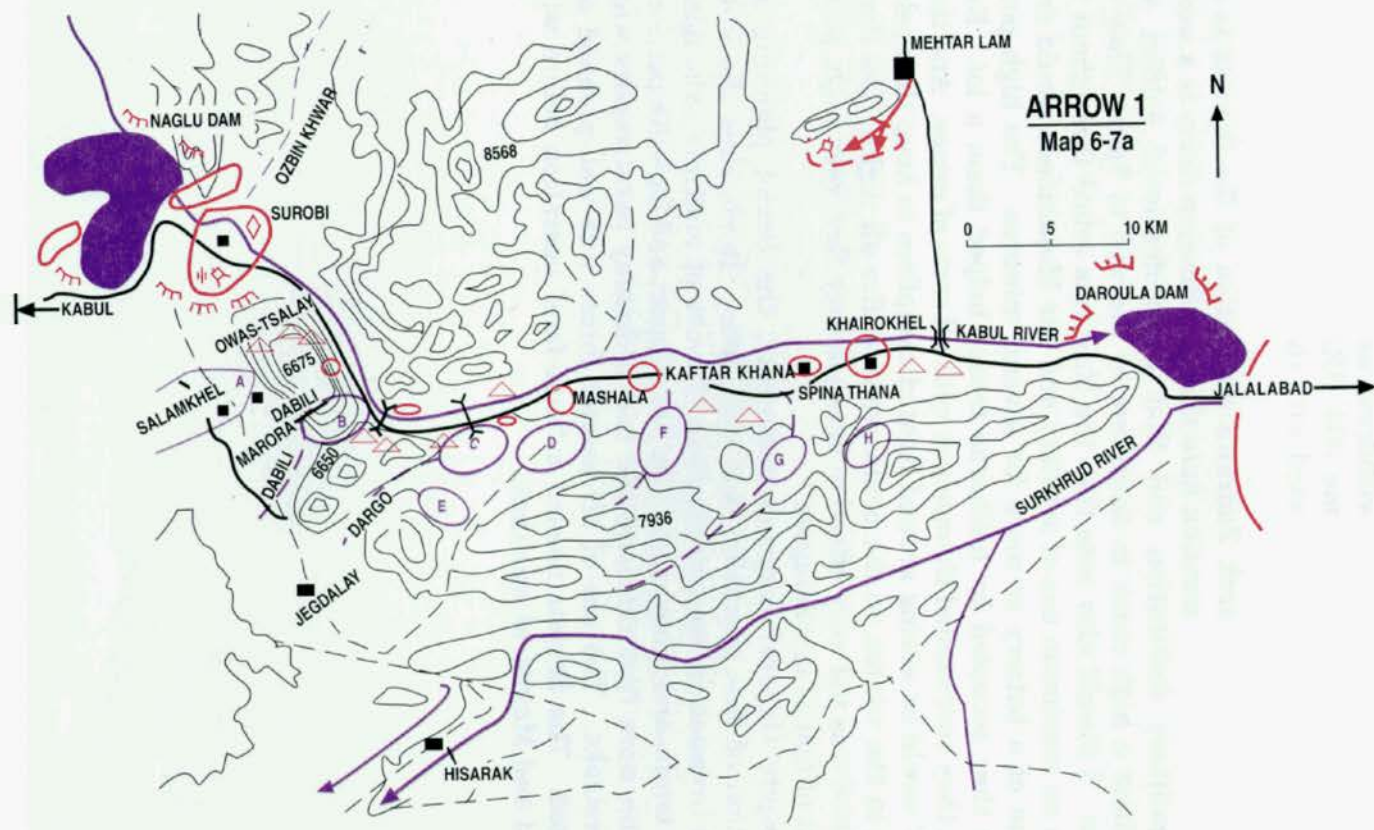 MEHTAR LAM
N
ARROW 1
Map 6-7a
NAGLU DAM
OZBIN KHWAR
8568
SUROBI
0 5 10 KM
DAROULA DAM
KABUL
OWAS-TSALAY
KHAIROKHEL
KABUL RIVER
6675
KAFTAR KHANA
MASHALA
SPINA THANA
JALALABAD
SALAMKHEL
A
DABILI
MARORA
B
DABILI
6650
C
D
F
G
H
E
DARGO
7936
SURKHRUD RIVER
JEGDALAY
HISARAK